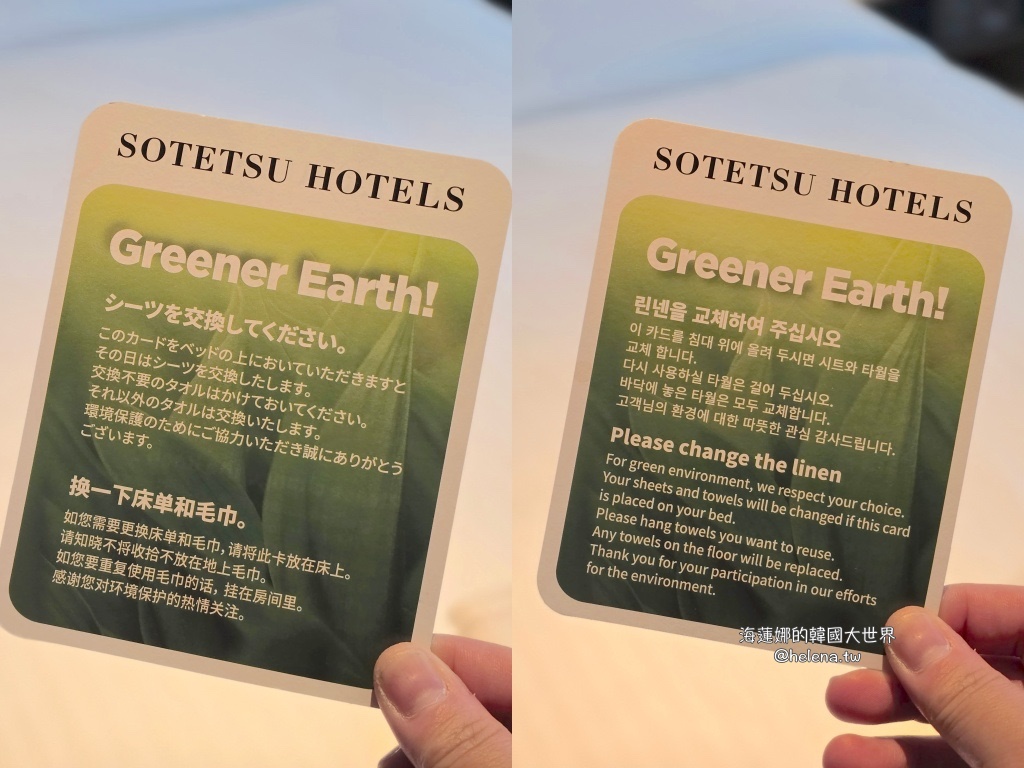 SOTETSU HOTELS
Greener Earth!
シーツを交換してください。
このカードをベッドの上においていただきますと
その日はシーツを交換したします。
交換不要のタオルはかけておいてください。
それ以外のタオルは交換いたします。
環境保護のためにご協力いただき誠にありがとう
ございます。
换一下床单和毛巾。
如您需要更换床单和毛巾，请将此卡放在床上。
请知晓不将收拾不放在地上毛巾。
如您要重复使用毛巾的话，挂在房间里。
感谢您对环境保护的热情关注。
SOTETSU HOTELS
Greener Earth!
린넨을 교체하여 주십시오
이 카드를 침대 위에 올려 두시면 시트와 타월을
교체 합니다.
다시 사용하실 타월은 걸어 두십시오.
바닥에 놓은 타월은 모두 교체합니다.
고객님의 환경에 대한 따뜻한 관심 감사드립니다.
Please change the linen
For green environment, we respect your choice.
Your sheets and towels will be changed if this card
is placed on your bed.
Please hang towels you want to reuse.
Any towels on the floor will be replaced.
Thank you for your participation in our efforts
for the environment.
海蓮娜的韓國大世界
@helena.tw